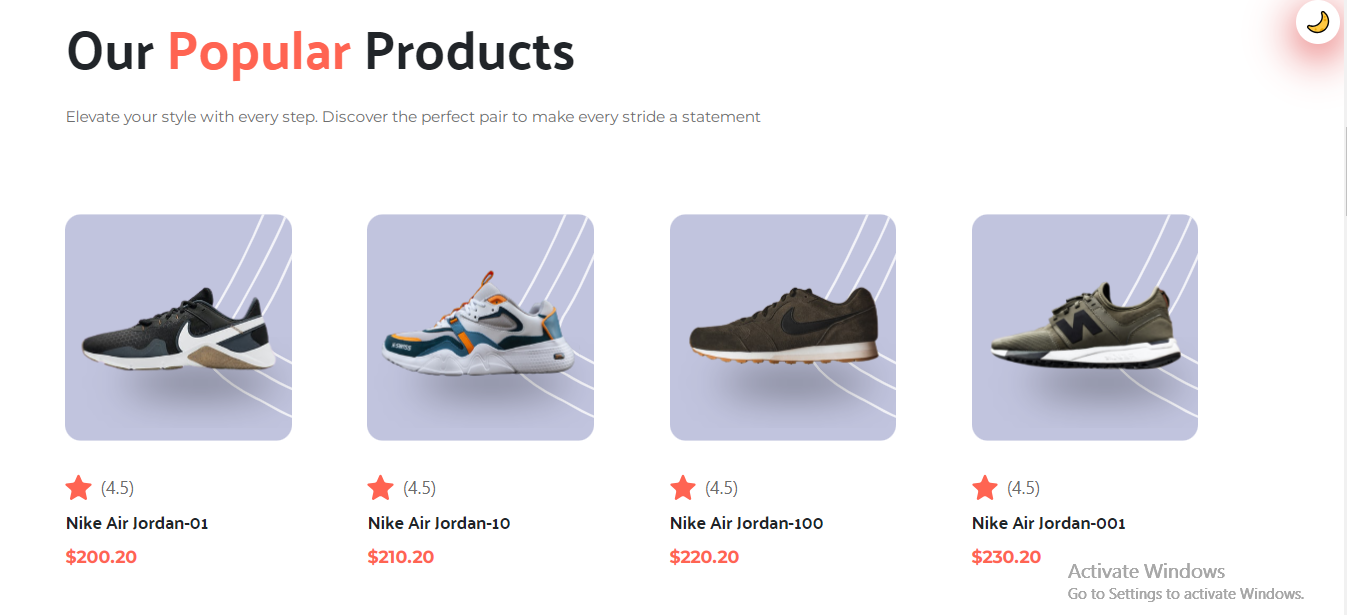 Our Popular Products
Elevate your style with every step. Discover the perfect pair to make every stride a statement
K·SWISS
(4.5)
(4.5)
(4.5)
(4.5)
Nike Air Jordan-01
Nike Air Jordan-10
Nike Air Jordan-100
Nike Air Jordan-001
$200.20
$210.20
$220.20
$230.20
Activate Windows
Go to Settings to activate Windows.